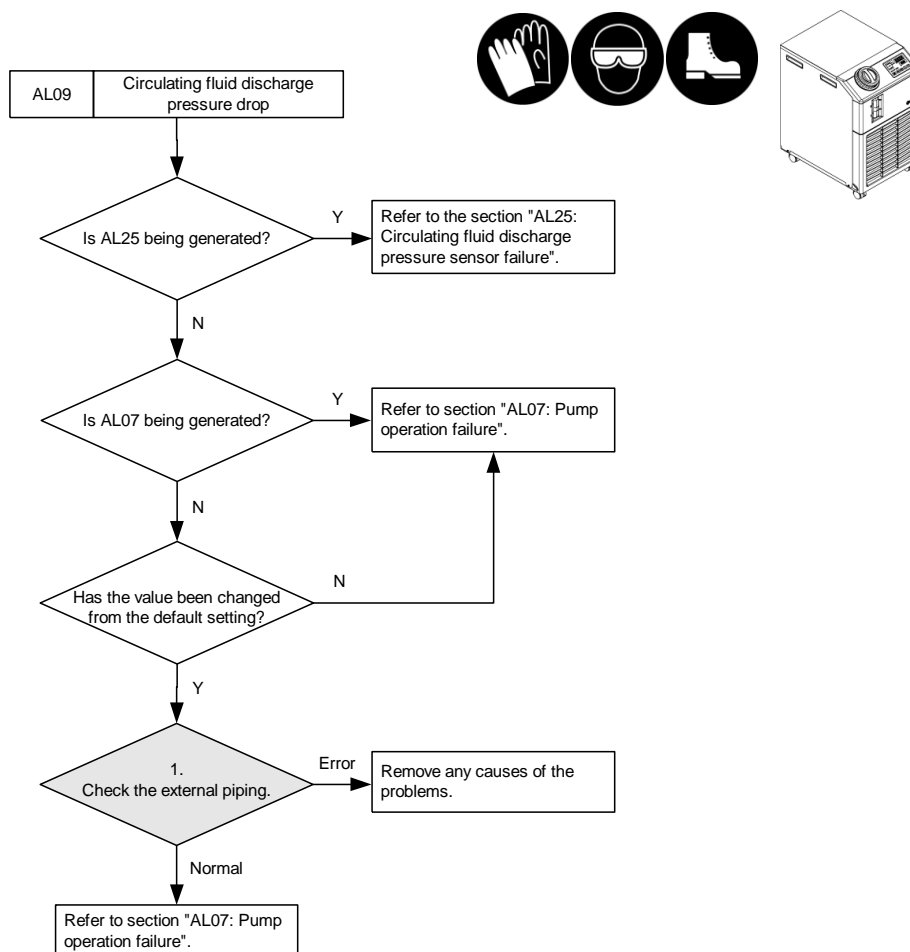 AL09
Circulating fluid discharge
pressure drop
Is AL25 being generated?
Y
Refer to the section "AL25:
Circulating fluid discharge
pressure sensor failure".
N
Is AL07 being generated?
Y
Refer to section "AL07: Pump
operation failure".
N
Has the value been changed
from the default setting?
N
Y
1.
Check the external piping.
Error
Remove any causes of the
problems.
Normal
Refer to section "AL07: Pump
operation failure".